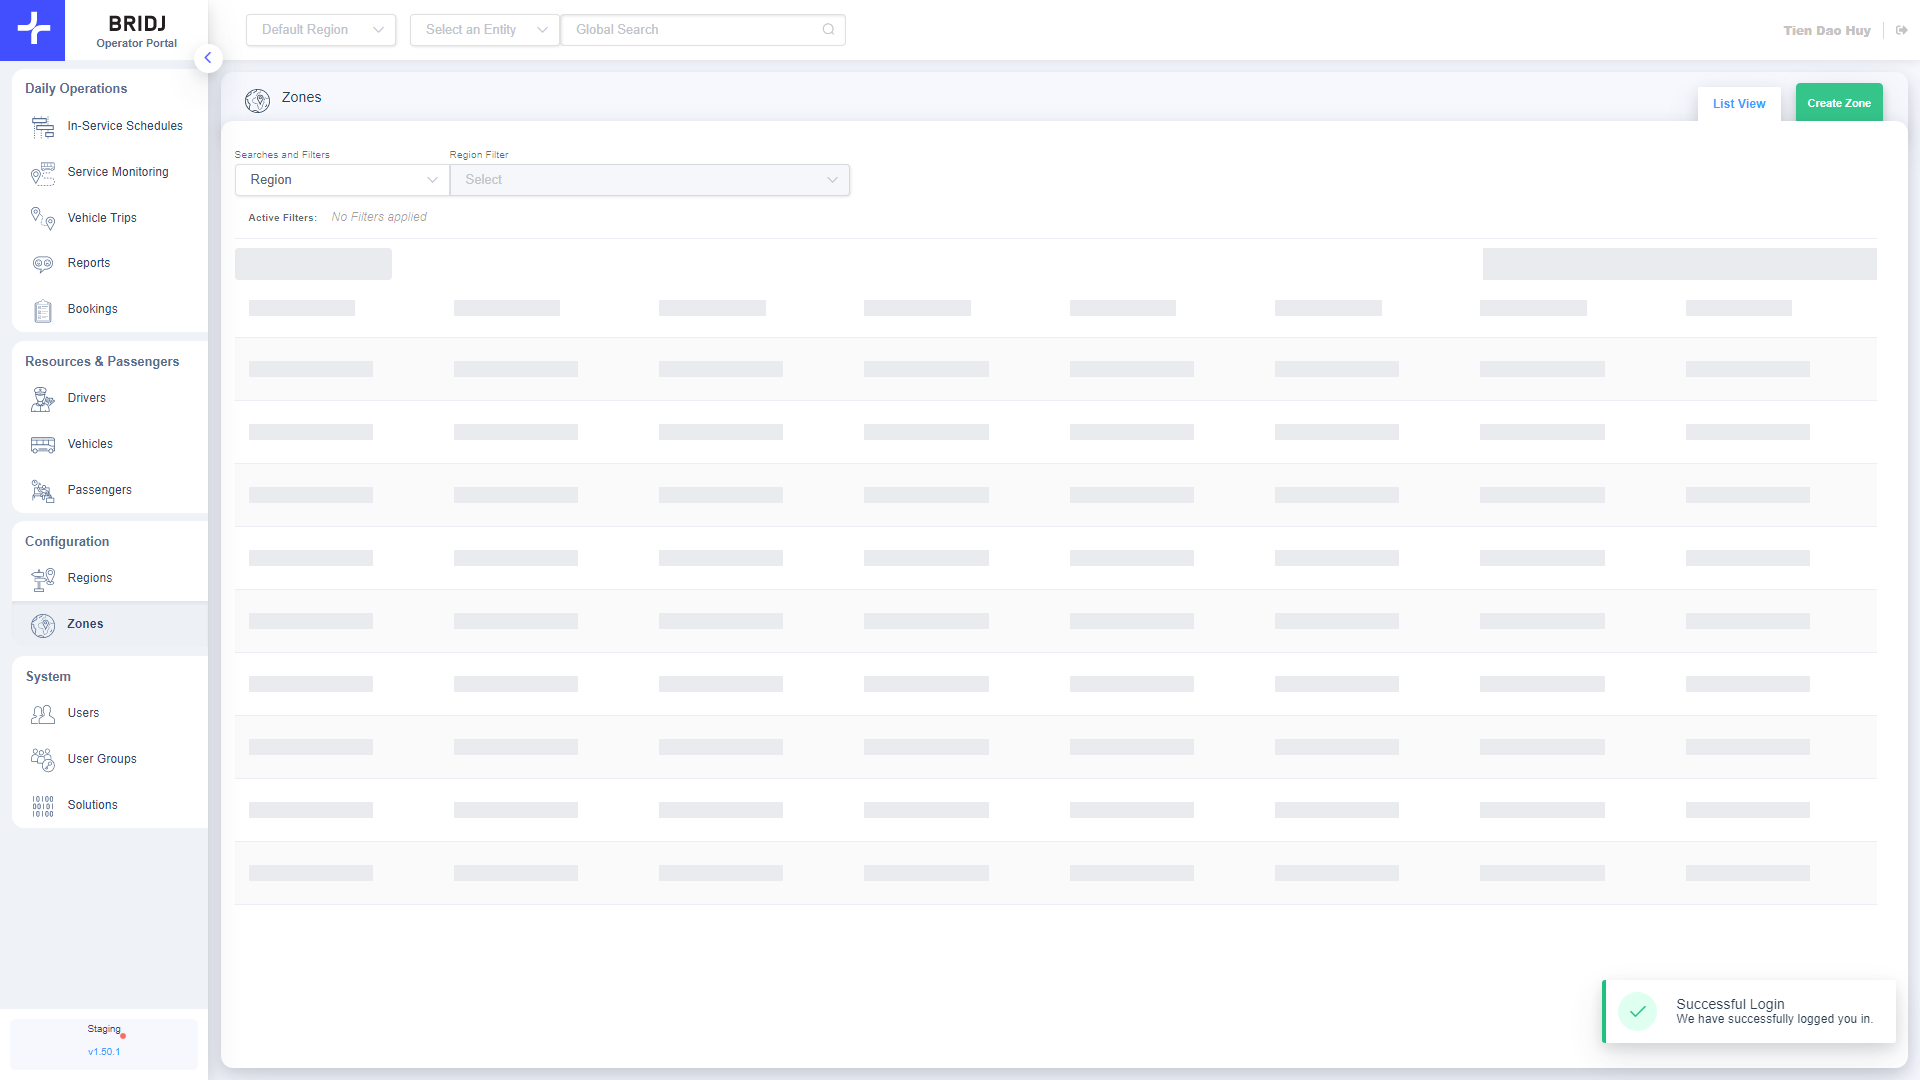 BRIDJ
Operator Portal
Default Region
Select an Entity
Global Search
Tien Dao Huy
Daily Operations
In-Service Schedules
Service Monitoring
Vehicle Trips
Reports
Bookings
Resources & Passengers
Drivers
Vehicles
Passengers
Configuration
Regions
Zones
System
Users
User Groups
10100
00101
10100
Solutions
Staging
v1.50.1
Zones
List View
Create Zone
Searches and Filters
Region Filter
Region
Select
Active Filters: No Filters applied
Successful Login
We have successfully logged you in.